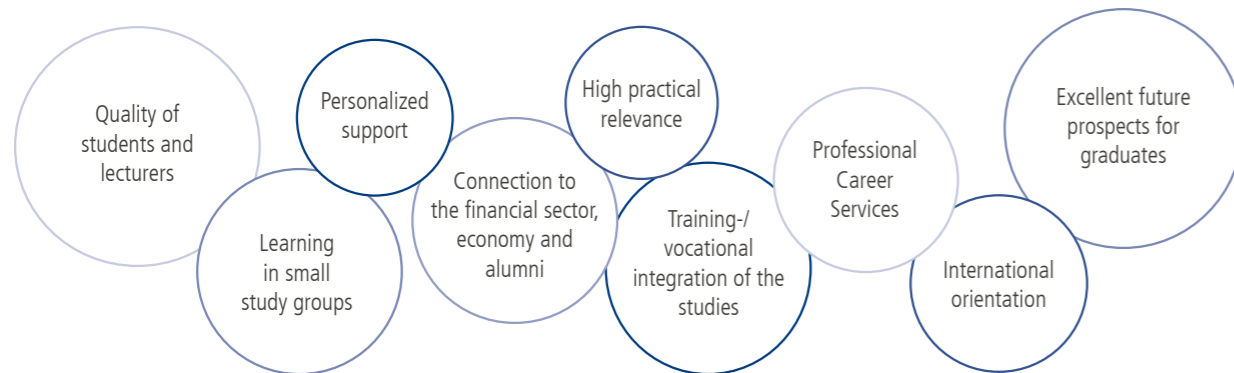 Quality of
students and
lecturers
Learning
in small
study groups
Personalized
support
Connection to
the financial sector,
economy and
alumni
High practical
relevance
Training-/
vocational
integration of the
studies
Professional
Career
Services
International
orientation
Excellent future
prospects for
graduates